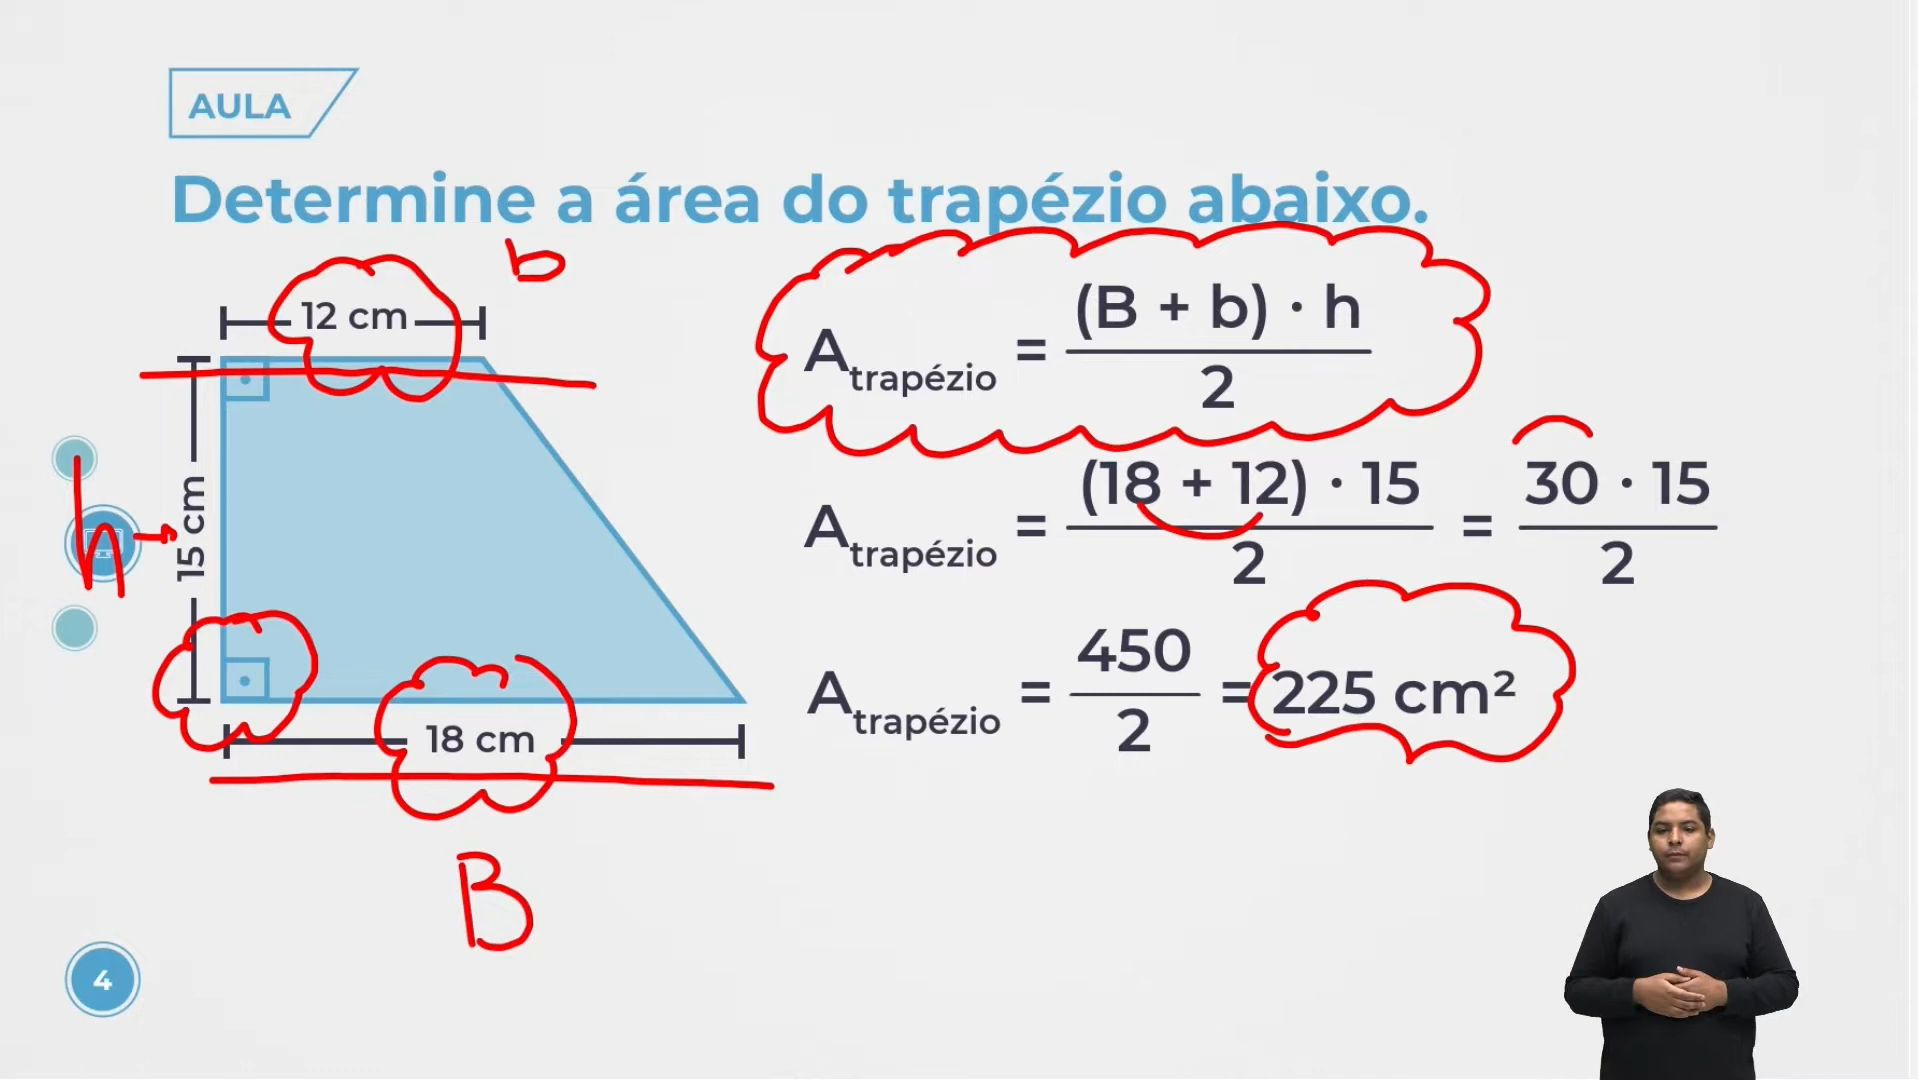 AULA
Determine a área do trapézio abaixo.
b
12 cm
15 cm
h
18 cm
B
A trapézio = (B + b) · h / 2
A trapézio = (18 + 12) · 15 / 2 = 30 · 15 / 2
A trapézio = 450 / 2 = 225 cm²
4